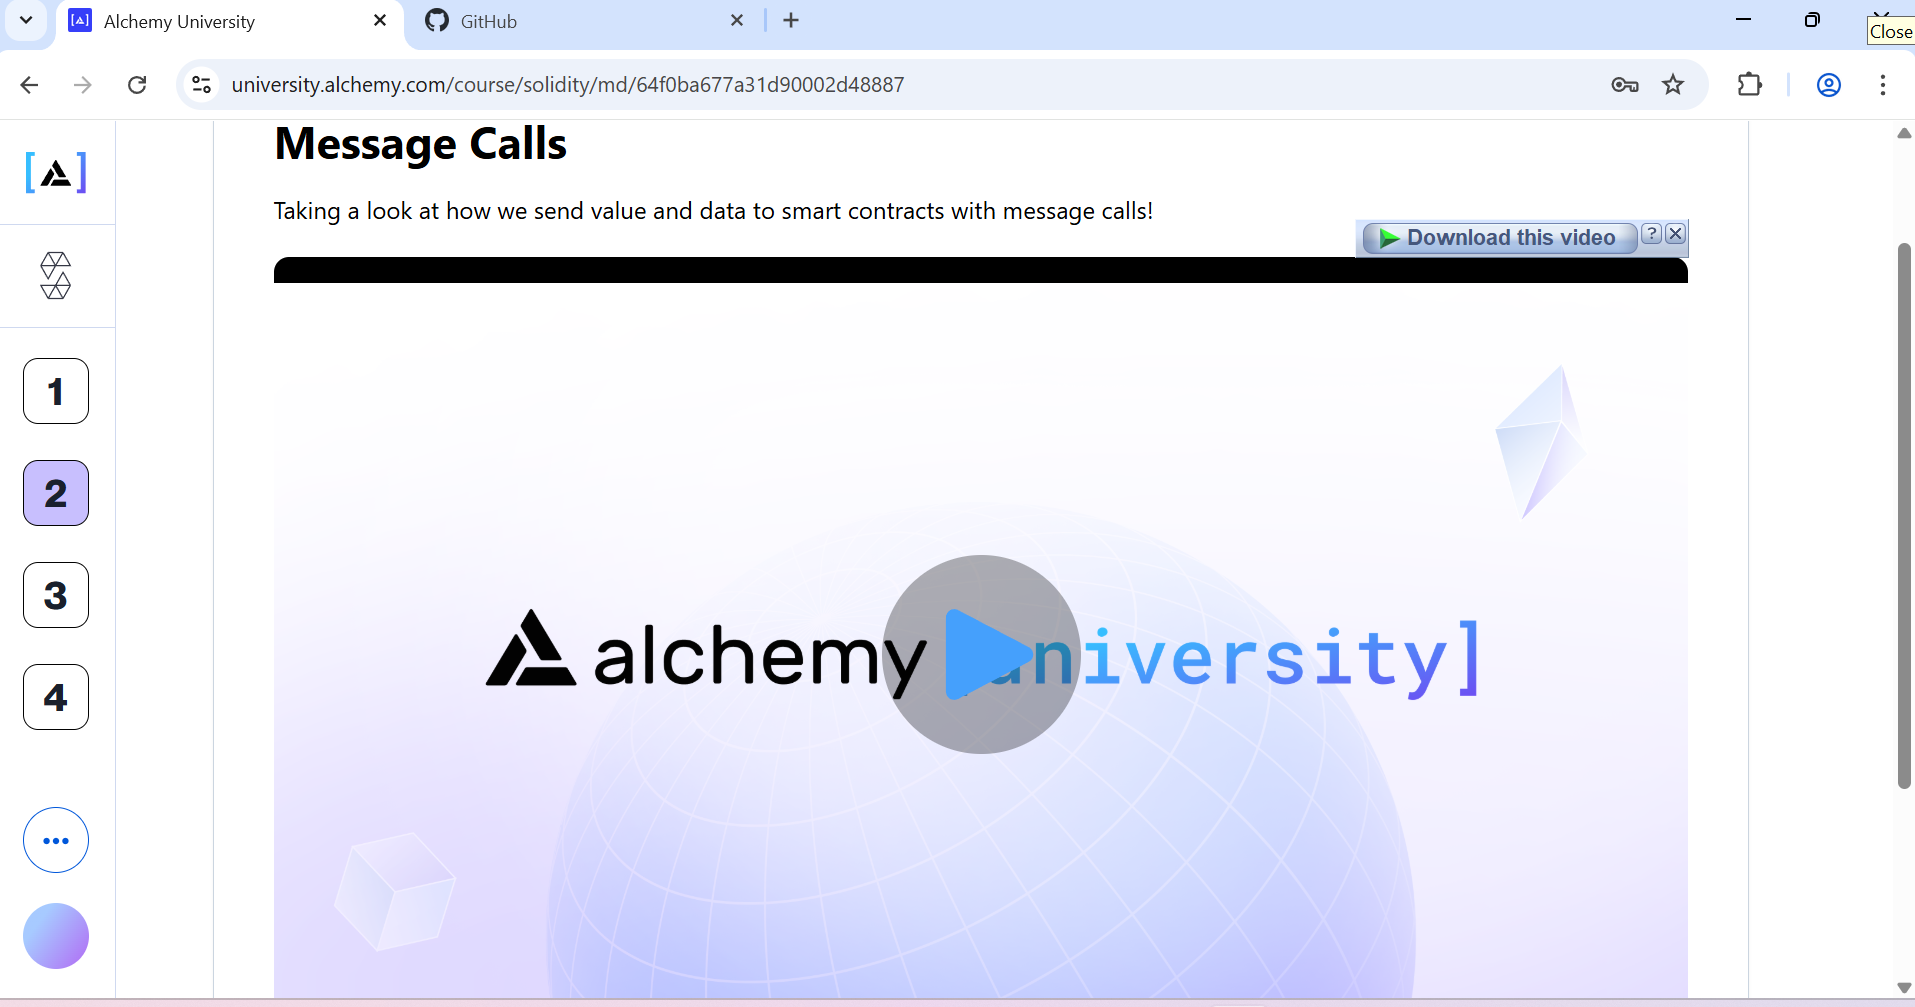 Alchemy University
GitHub
Close
university.alchemy.com/course/solidity/md/64f0ba677a31d90002d48887
Message Calls
Taking a look at how we send value and data to smart contracts with message calls!
Download this video
?
1
2
3
4
alchemy university]